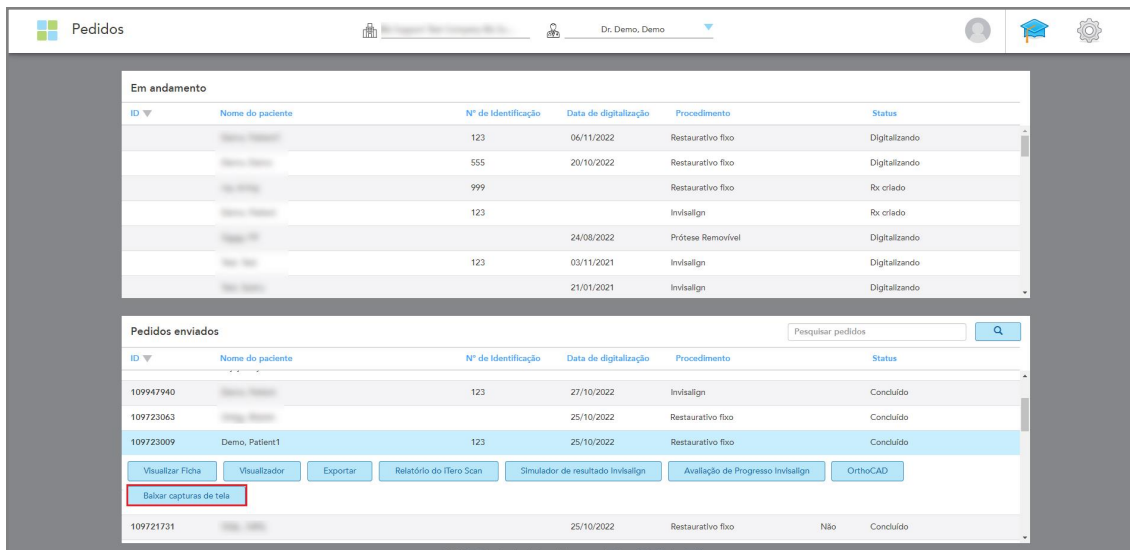 Pedidos
Dr. Demo, Demo
Em andamento
ID Nome do paciente Nº de Identificação Data de digitalização Procedimento Status
123 06/11/2022 Restaurativo fixo Digitalizando
555 20/10/2022 Restaurativo fixo Digitalizando
999 Restaurativo fixo Rx criado
123 Invisalign Rx criado
24/08/2022 Prótese Removível Digitalizando
123 03/11/2021 Invisalign Digitalizando
21/01/2021 Invisalign Digitalizando
Pedidos enviados Pesquisar pedidos
ID Nome do paciente Nº de Identificação Data de digitalização Procedimento Status
109947940 123 27/10/2022 Invisalign Concluído
109723063 25/10/2022 Restaurativo fixo Concluído
109723009 Demo, Patient1 123 25/10/2022 Restaurativo fixo Concluído
Visualizar Ficha Visualizador Exportar Relatório do iTero Scan Simulador de resultado Invisalign Avaliação de Progresso Invisalign OrthoCAD
Baixar capturas de tela
109721731 25/10/2022 Restaurativo fixo Não Concluído